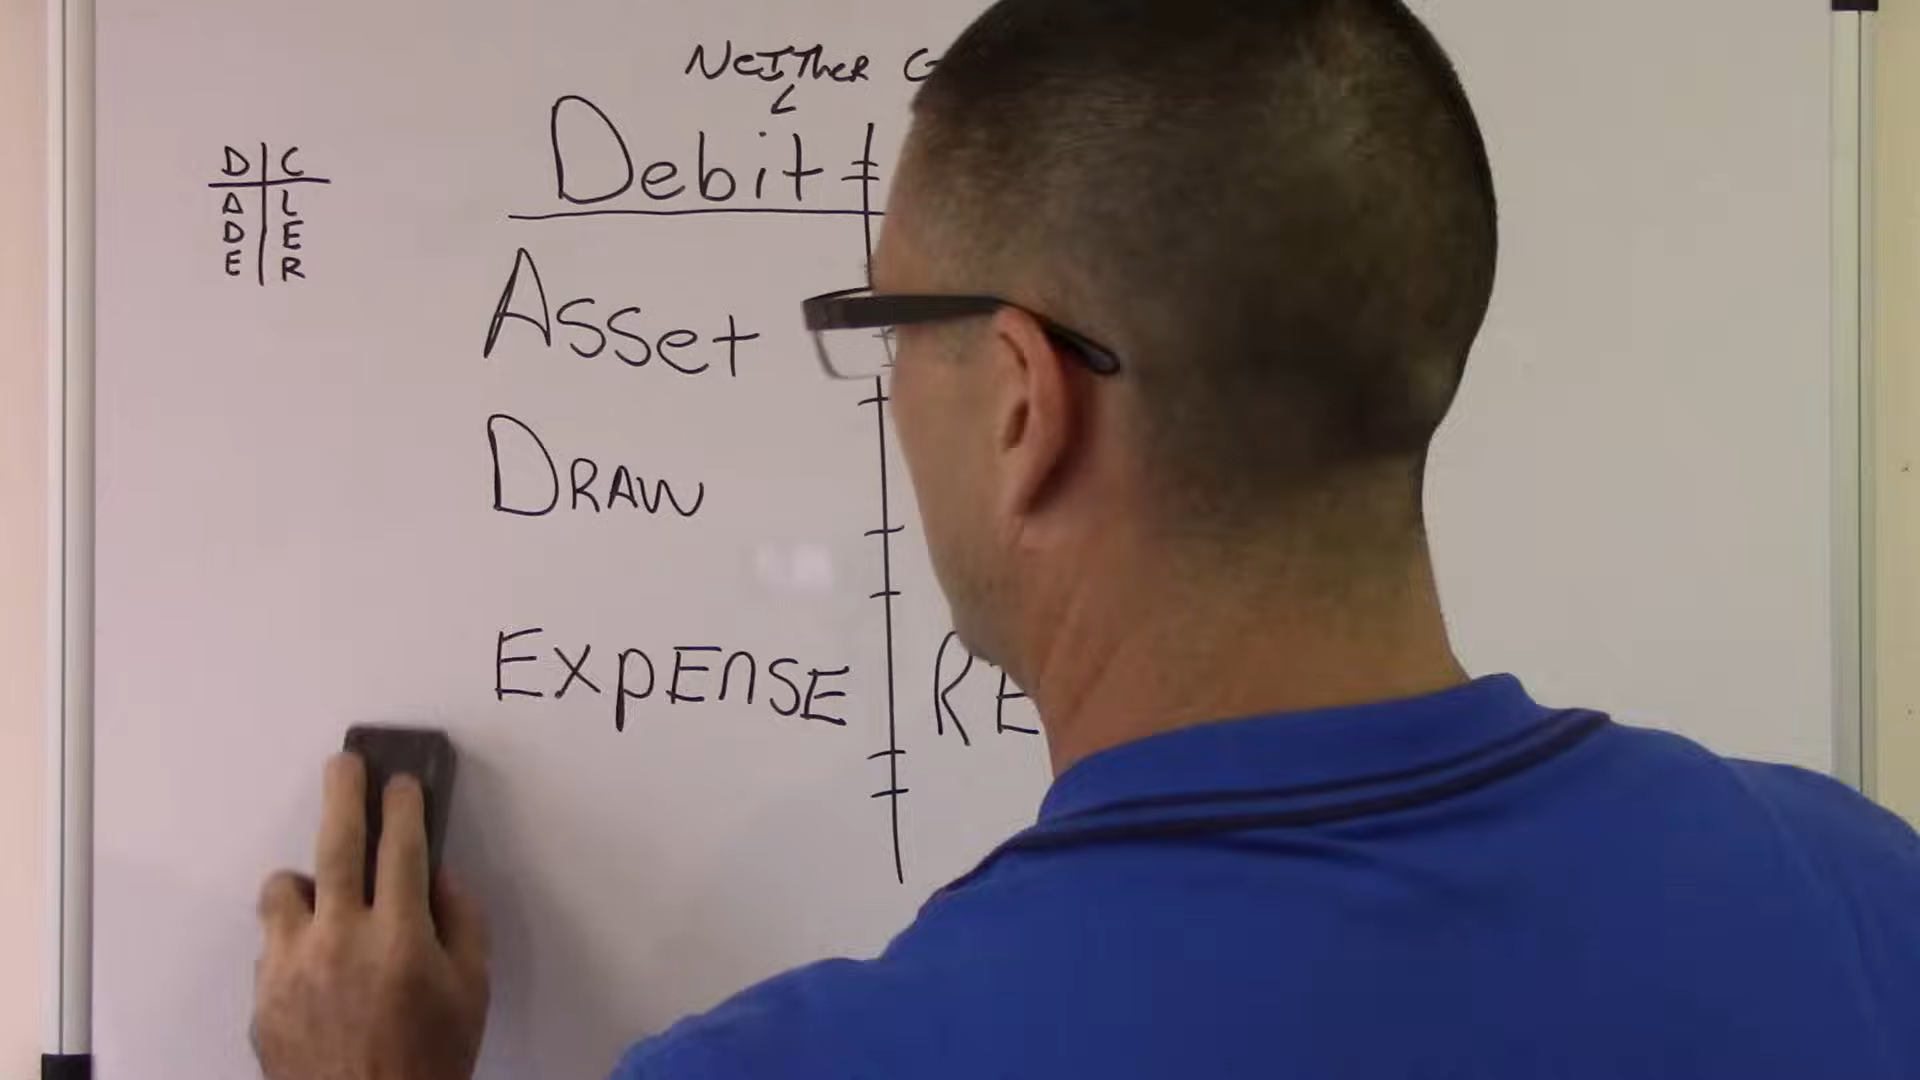 NeITher
Debit
D C
A L
D E
E R
Asset
DRAW
ExpEnSE RE